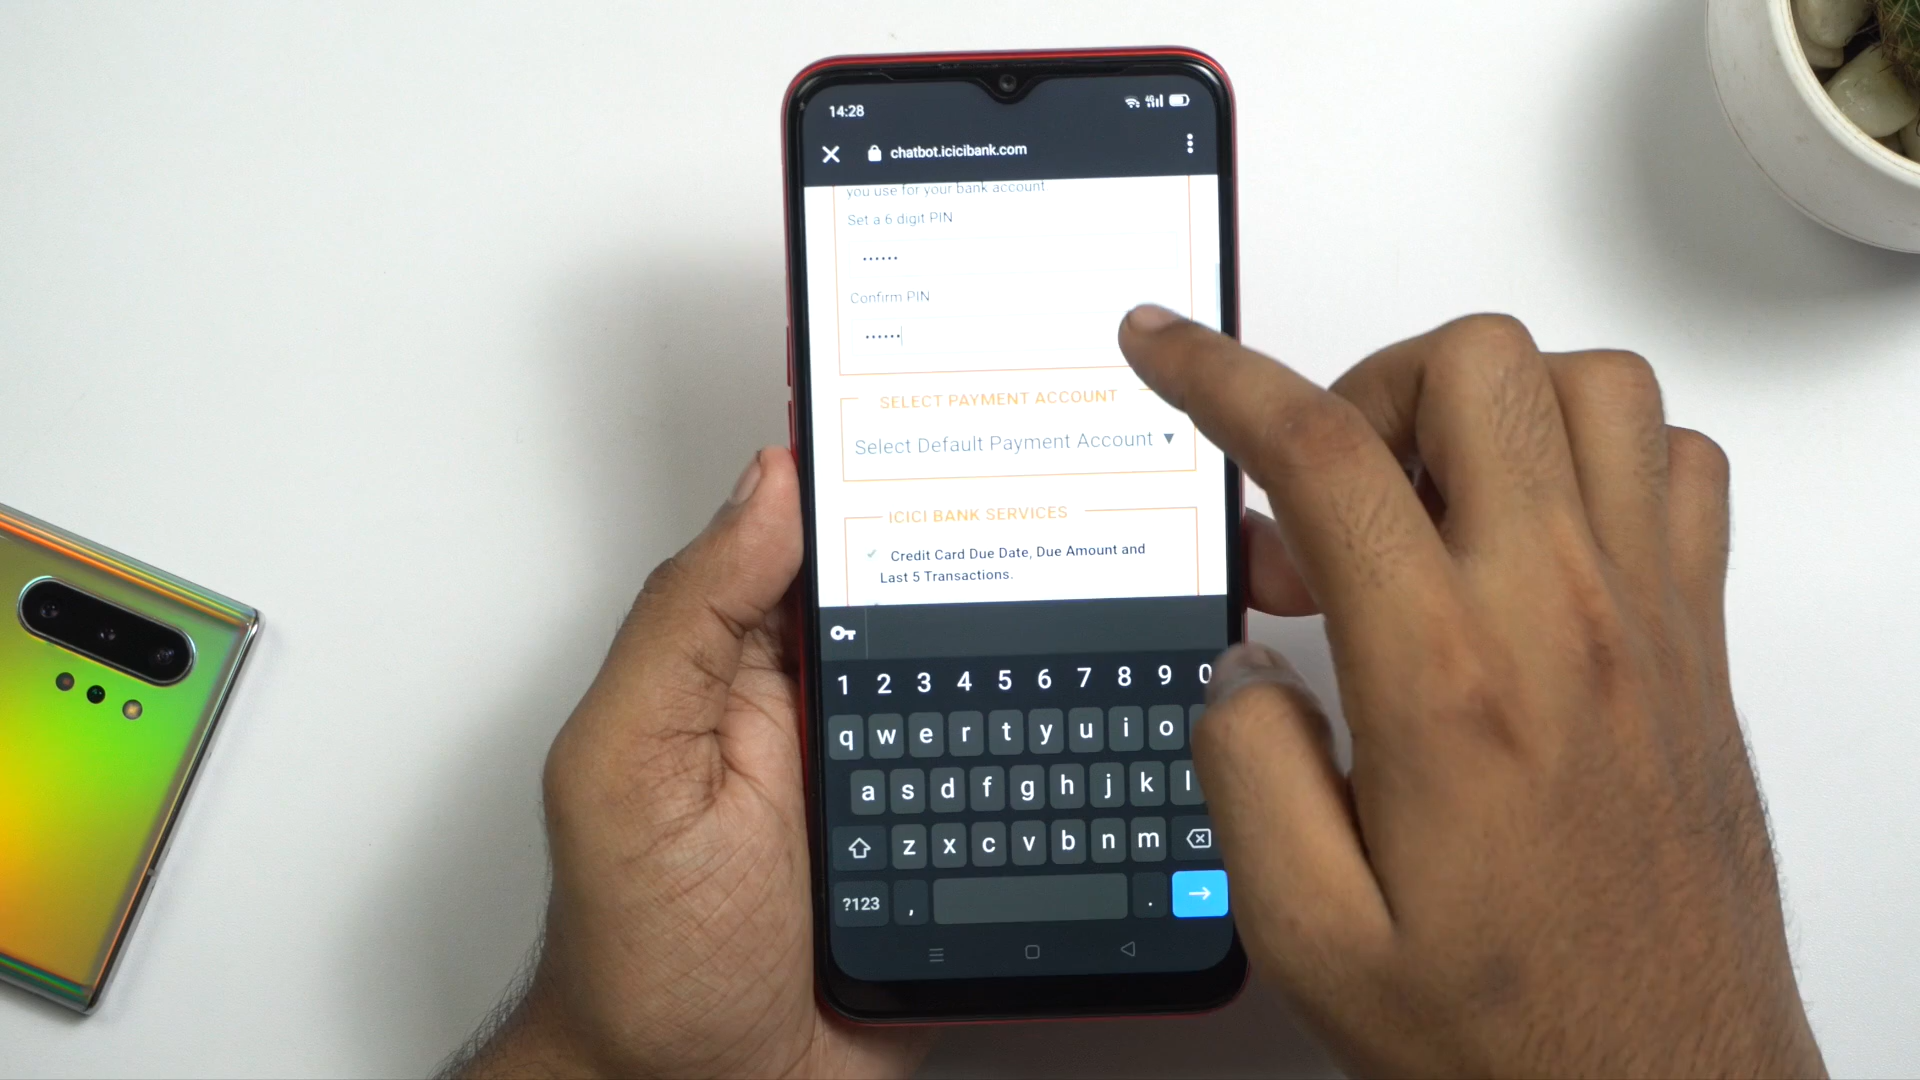 14:28
chatbot.icicibank.com
you use for your bank account
Set a 6 digit PIN
••••••
Confirm PIN
••••••
SELECT PAYMENT ACCOUNT
Select Default Payment Account ▼
ICICI BANK SERVICES
✓ Credit Card Due Date, Due Amount and
Last 5 Transactions.
1 2 3 4 5 6 7 8 9 0
q w e r t y u i o
a s d f g h j k l
z x c v b n m
?123 , .